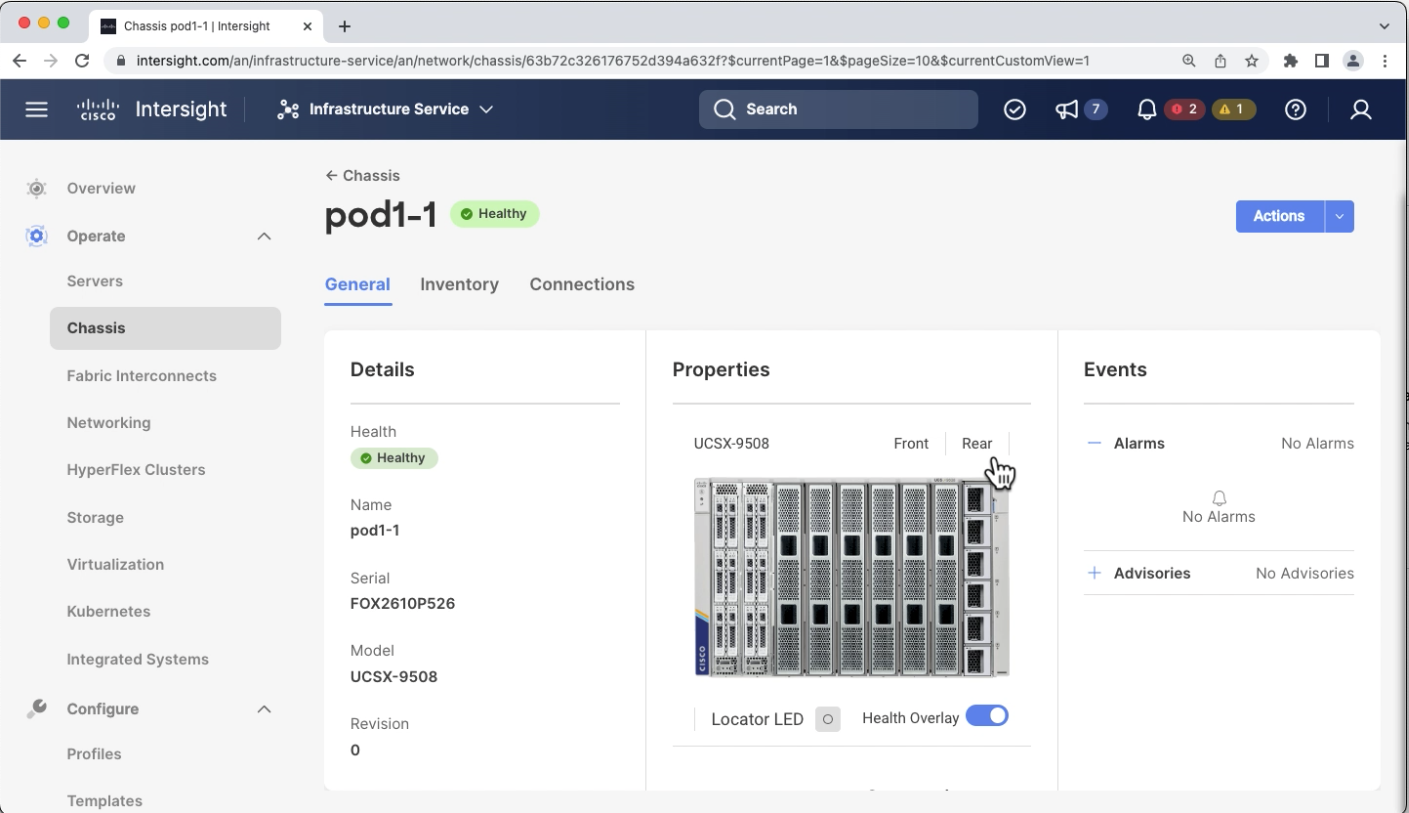 Chassis pod1-1 | Intersight
intersight.com/an/infrastructure-service/an/network/chassis/63b72c326176752d394a632f?$currentPage=1&$pageSize=10&$currentCustomView=1
cisco Intersight Infrastructure Service Search 7 2 1
Overview
Operate
Servers
Chassis
Fabric Interconnects
Networking
HyperFlex Clusters
Storage
Virtualization
Kubernetes
Integrated Systems
Configure
Profiles
Templates
← Chassis
pod1-1 Healthy
Actions
General Inventory Connections
Details
Health
Healthy
Name
pod1-1
Serial
FOX2610P526
Model
UCSX-9508
Revision
0
Properties
UCSX-9508 Front Rear
CISCO
Locator LED Health Overlay
Events
Alarms No Alarms
No Alarms
Advisories No Advisories